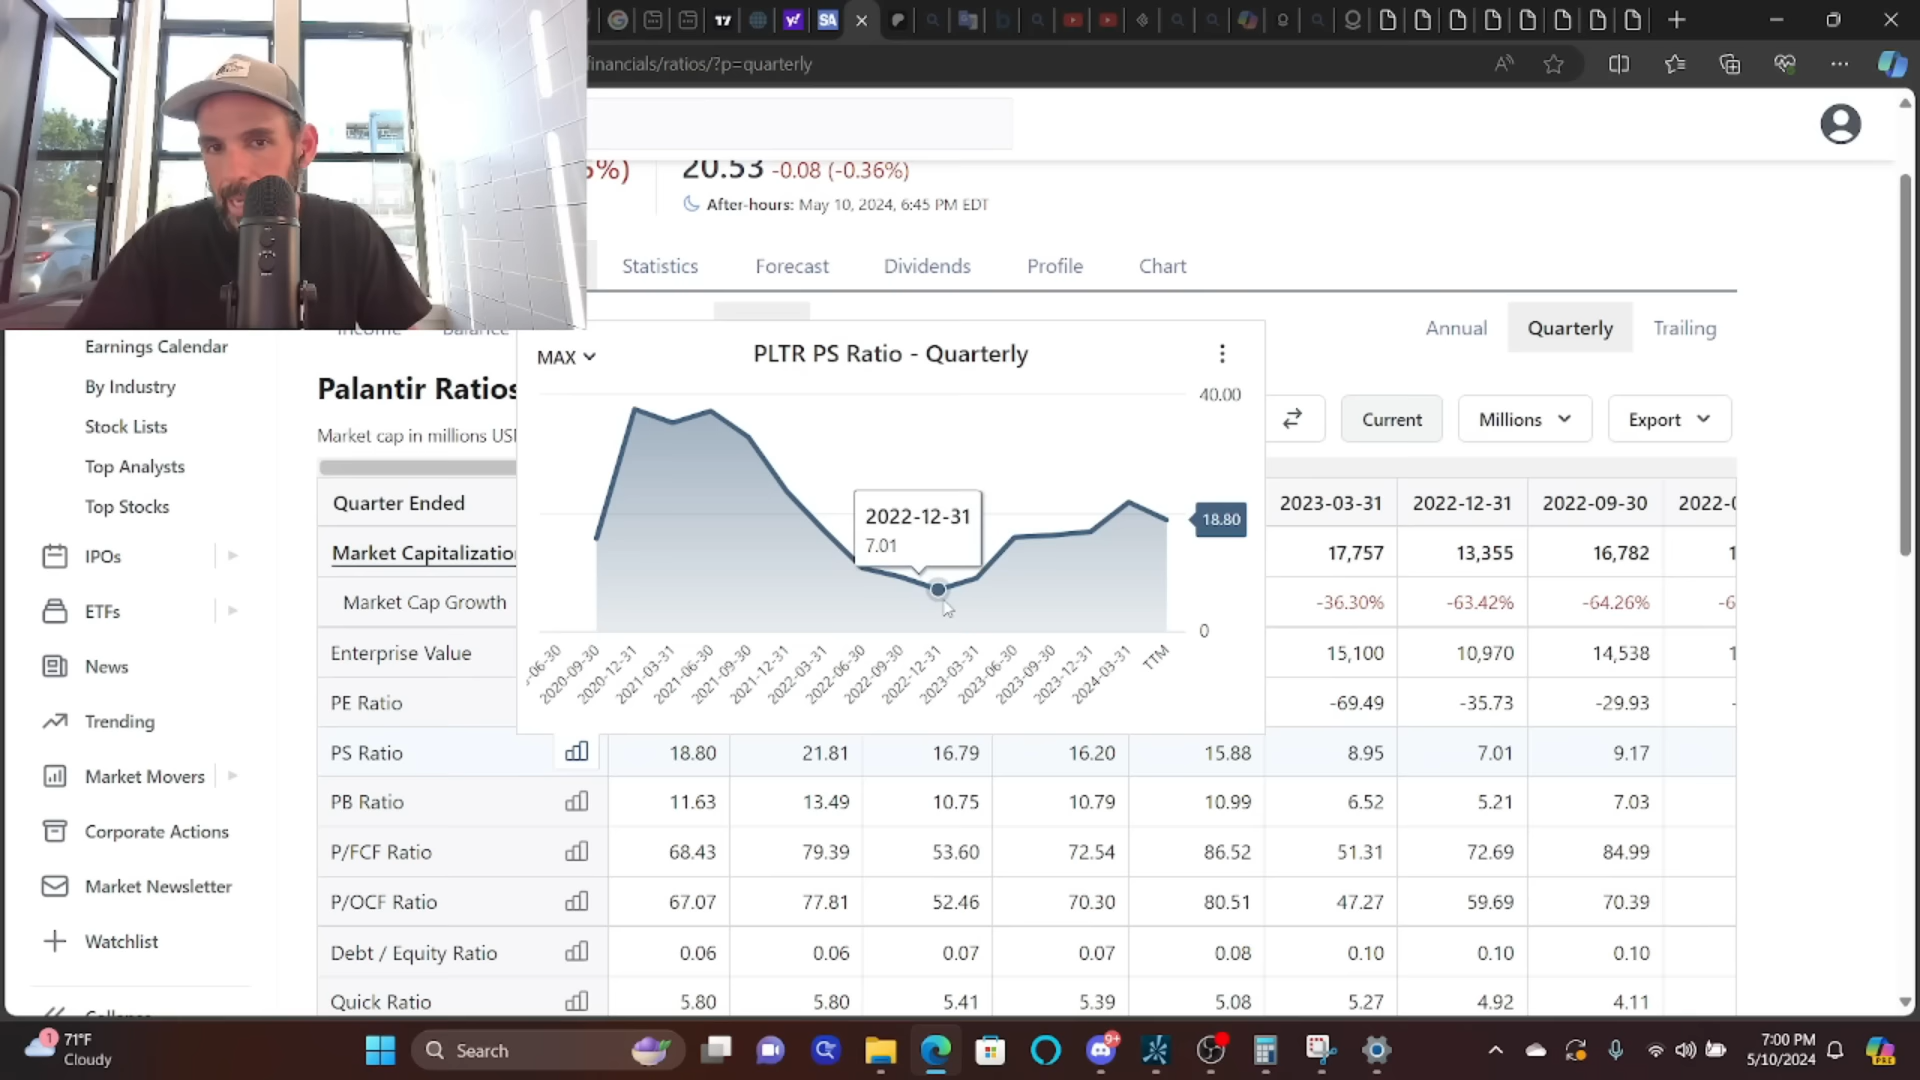 financials/ratios/?p=quarterly
5%)
20.53 -0.08 (-0.36%)
After-hours: May 10, 2024, 6:45 PM EDT
Statistics
Forecast
Dividends
Profile
Chart
Annual
Quarterly
Trailing
Earnings Calendar
By Industry
Stock Lists
Top Analysts
Top Stocks
IPOs
ETFs
News
Trending
Market Movers
Corporate Actions
Market Newsletter
Watchlist
Palantir Ratios
Market cap in millions US
MAX
PLTR PS Ratio - Quarterly
40.00
18.80
0
2022-12-31
7.01
-06-30 2020-09-30 2020-12-31 2021-03-31 2021-06-30 2021-09-30 2021-12-31 2022-03-31 2022-06-30 2022-09-30 2022-12-31 2023-03-31 2023-06-30 2023-09-30 2023-12-31 2024-03-31 TTM
Current
Millions
Export
Quarter Ended 2023-03-31 2022-12-31 2022-09-30 2022-0
Market Capitalizatio 17,757 13,355 16,782 1
Market Cap Growth -36.30% -63.42% -64.26% -6
Enterprise Value 15,100 10,970 14,538 1
PE Ratio -69.49 -35.73 -29.93 -
PS Ratio 18.80 21.81 16.79 16.20 15.88 8.95 7.01 9.17
PB Ratio 11.63 13.49 10.75 10.79 10.99 6.52 5.21 7.03
P/FCF Ratio 68.43 79.39 53.60 72.54 86.52 51.31 72.69 84.99
P/OCF Ratio 67.07 77.81 52.46 70.30 80.51 47.27 59.69 70.39
Debt / Equity Ratio 0.06 0.06 0.07 0.07 0.08 0.10 0.10 0.10
Quick Ratio 5.80 5.80 5.41 5.39 5.08 5.27 4.92 4.11
1
71°F
Cloudy
Search
9+
7:00 PM
5/10/2024
PRE